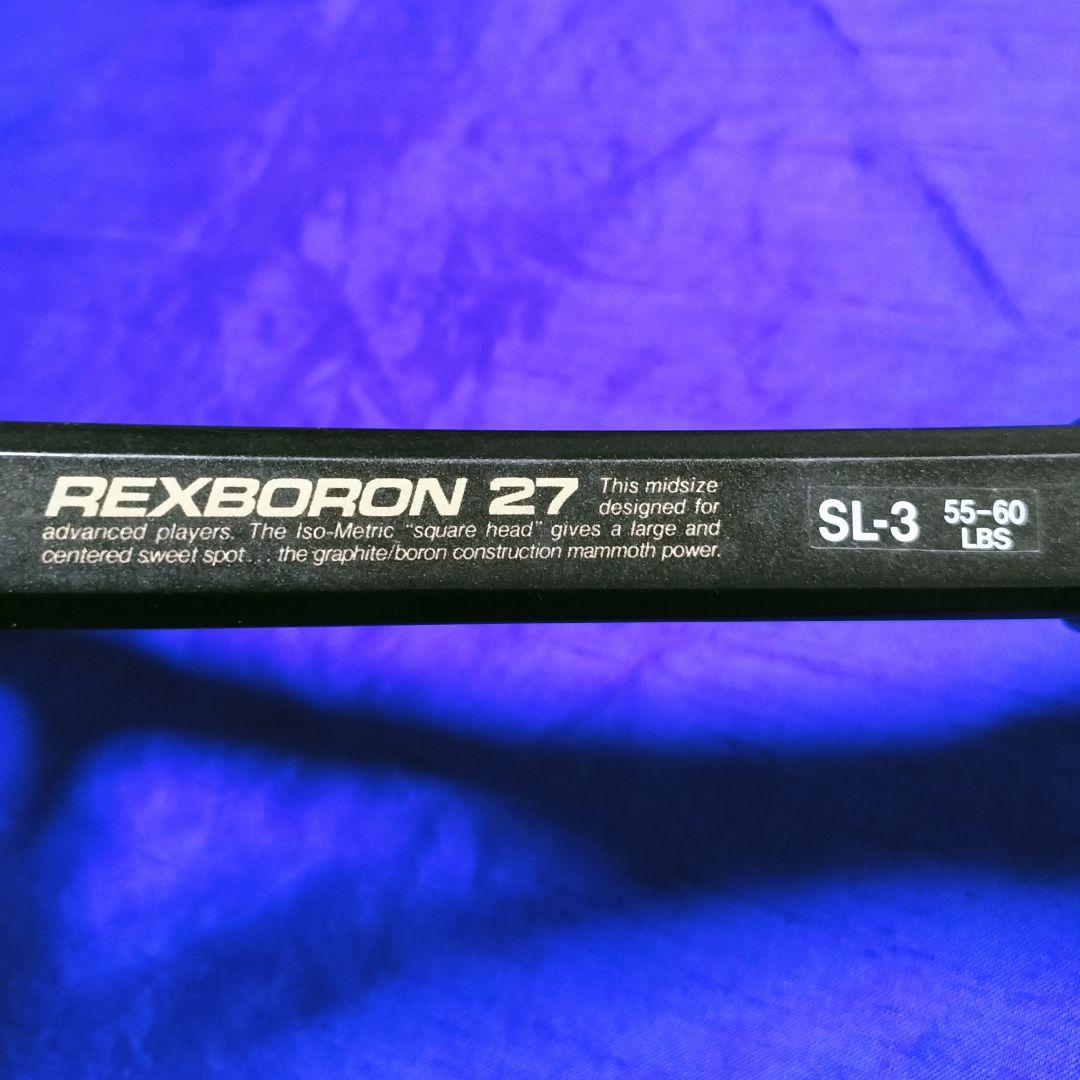 REXBORON 27 This midsize
designed for
advanced players. The Iso-Metric "square head" gives a large and
centered sweet spot... the graphite/boron construction mammoth power.
SL-3 55-60
LBS